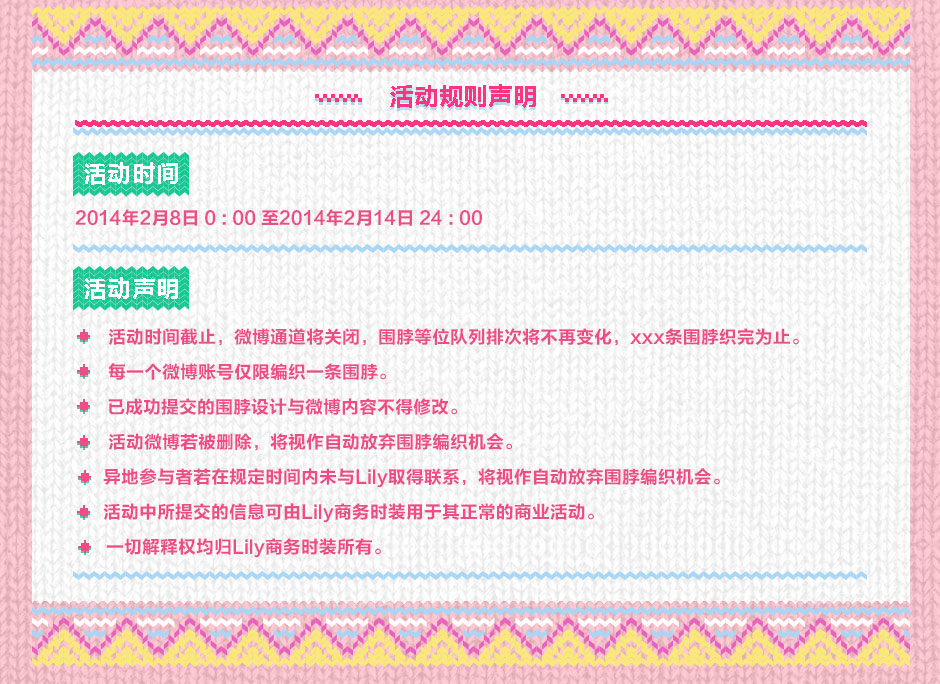 活动规则声明
活动时间
2014年2月8日 0：00 至2014年2月14日 24：00
活动声明
活动时间截止，微博通道将关闭，围脖等位队列排次将不再变化，xxx条围脖织完为止。
每一个微博账号仅限编织一条围脖。
已成功提交的围脖设计与微博内容不得修改。
活动微博若被删除，将视作自动放弃围脖编织机会。
异地参与者若在规定时间内未与Lily取得联系，将视作自动放弃围脖编织机会。
活动中所提交的信息可由Lily商务时装用于其正常的商业活动。
一切解释权均归Lily商务时装所有。